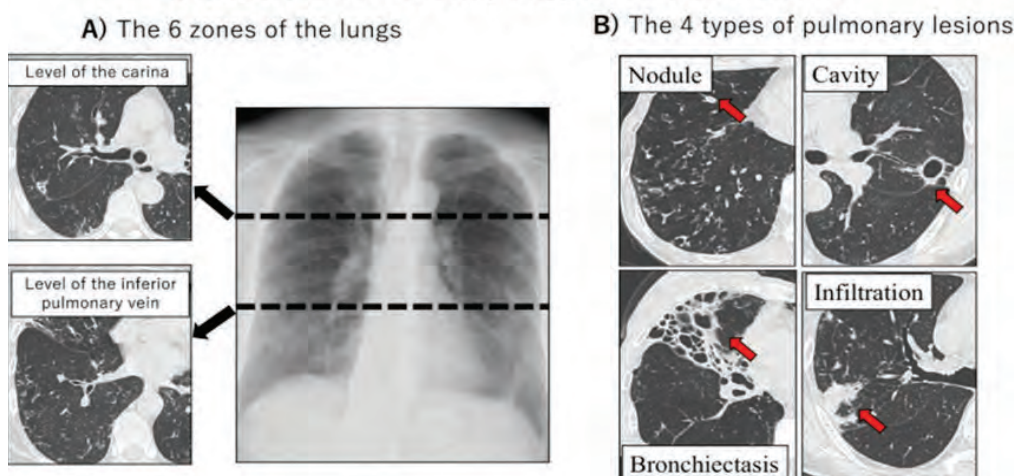 A) The 6 zones of the lungs
Level of the carina
Level of the inferior
pulmonary vein
B) The 4 types of pulmonary lesions
Nodule
Cavity
Bronchiectasis
Infiltration